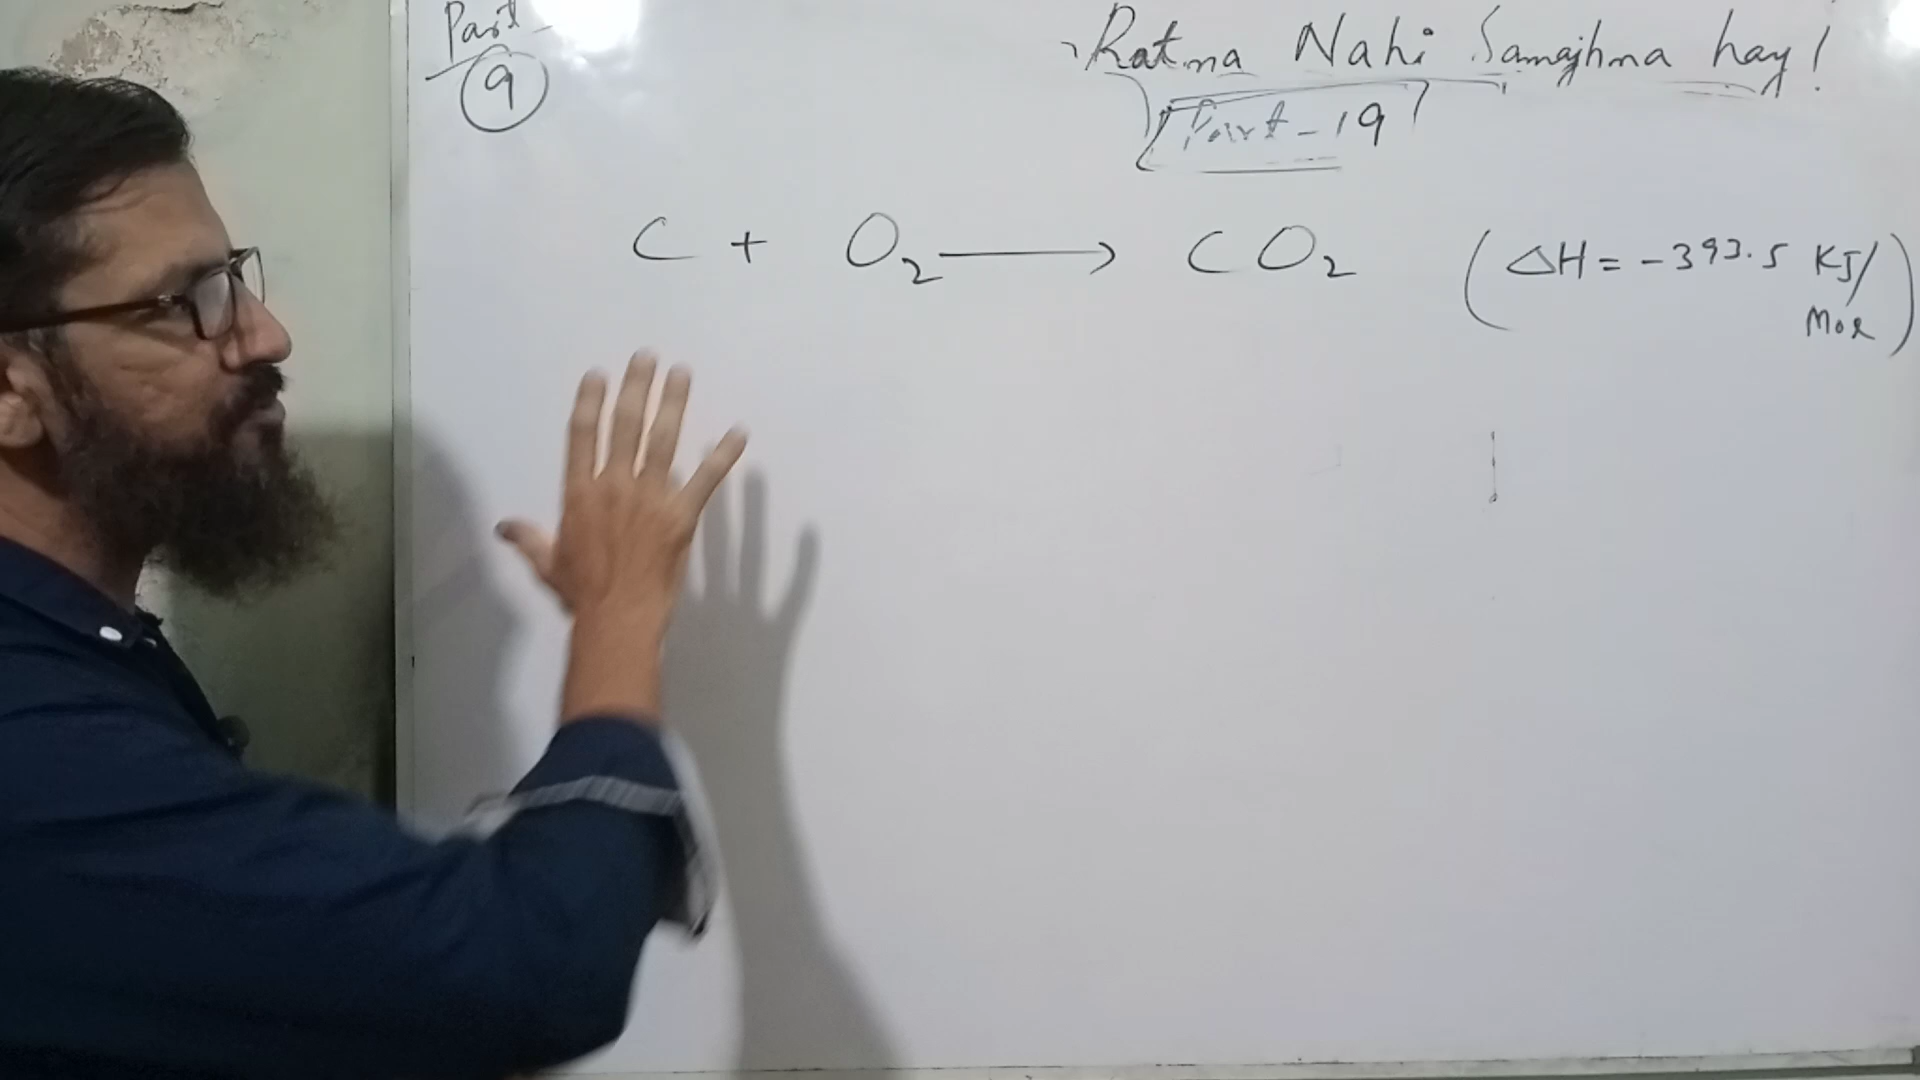 Part-
9
Ratna Nahi Samajhna hay!
Part-19
C + O₂ ⟶ CO₂ (ΔH = -393.5 KJ/
Mol)